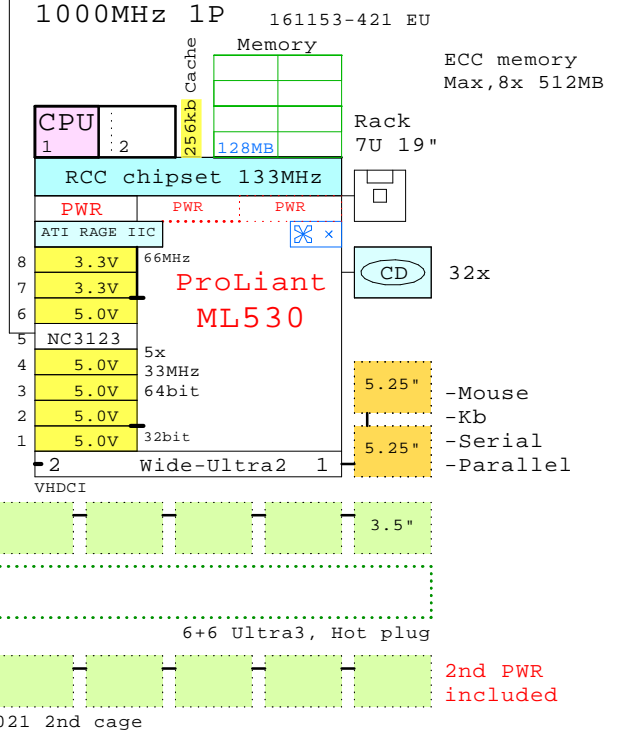 1000MHz 1P
161153-421 EU
256kb Cache
Memory
ECC memory
Max,8x 512MB
CPU
1
2
128MB
Rack
7U 19"
RCC chipset 133MHz
PWR
PWR
PWR
ATI RAGE IIC
×
8
3.3V
66MHz
7
3.3V
6
5.0V
ProLiant
ML530
CD
32x
5
NC3123
4
5.0V
3
5.0V
2
5.0V
1
5.0V
5x
33MHz
64bit
32bit
5.25"
5.25"
-Mouse
-Kb
-Serial
-Parallel
2
Wide-Ultra2 1
VHDCI
3.5"
6+6 Ultra3, Hot plug
2nd PWR
included
021 2nd cage